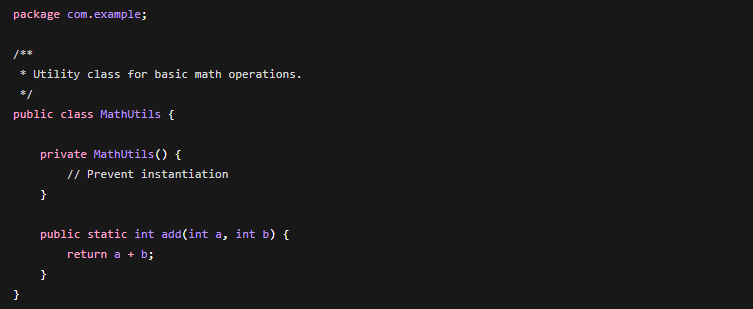 package com.example;

/**
 * Utility class for basic math operations.
 */
public class MathUtils {

    private MathUtils() {
        // Prevent instantiation
    }

    public static int add(int a, int b) {
        return a + b;
    }
}